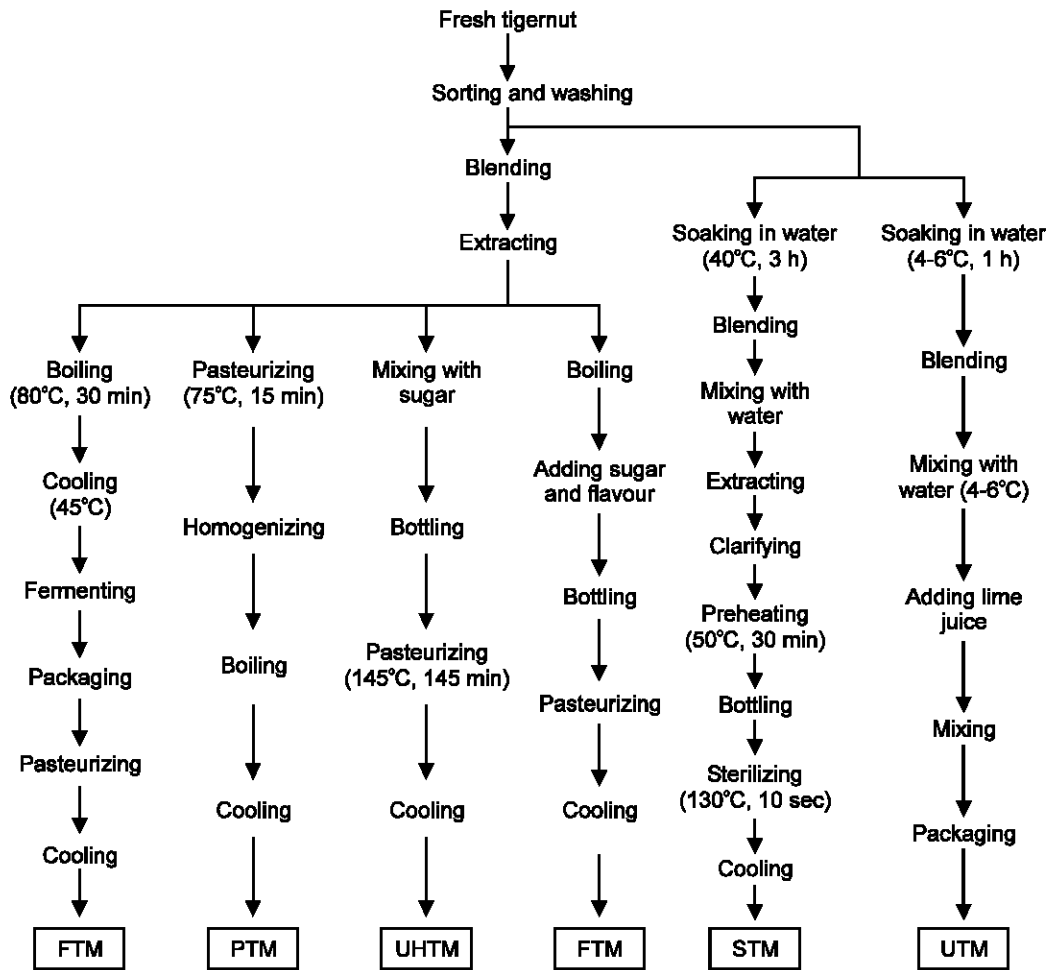 Fresh tigernut
Sorting and washing
Blending
Extracting
Boiling
(80°C, 30 min)
Cooling
(45°C)
Fermenting
Packaging
Pasteurizing
Cooling
FTM
Pasteurizing
(75°C, 15 min)
Homogenizing
Boiling
Cooling
PTM
Mixing with
sugar
Bottling
Pasteurizing
(145°C, 145 min)
Cooling
UHTM
Boiling
Adding sugar
and flavour
Bottling
Pasteurizing
Cooling
FTM
Soaking in water
(40°C, 3 h)
Blending
Mixing with
water
Extracting
Clarifying
Preheating
(50°C, 30 min)
Bottling
Sterilizing
(130°C, 10 sec)
Cooling
STM
Soaking in water
(4-6°C, 1 h)
Blending
Mixing with
water (4-6°C)
Adding lime
juice
Mixing
Packaging
UTM